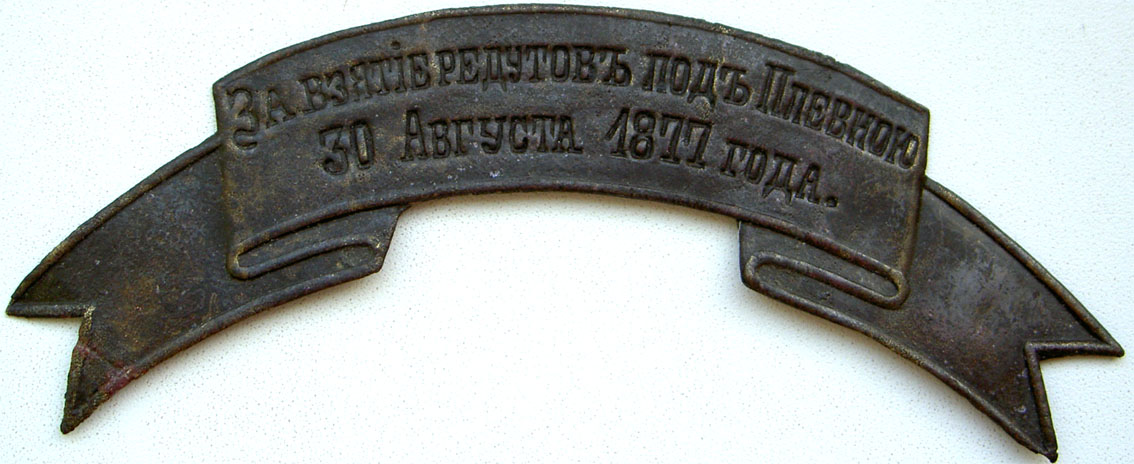 За взятіе редутовъ подъ Плевною
30 Августа 1877 года.